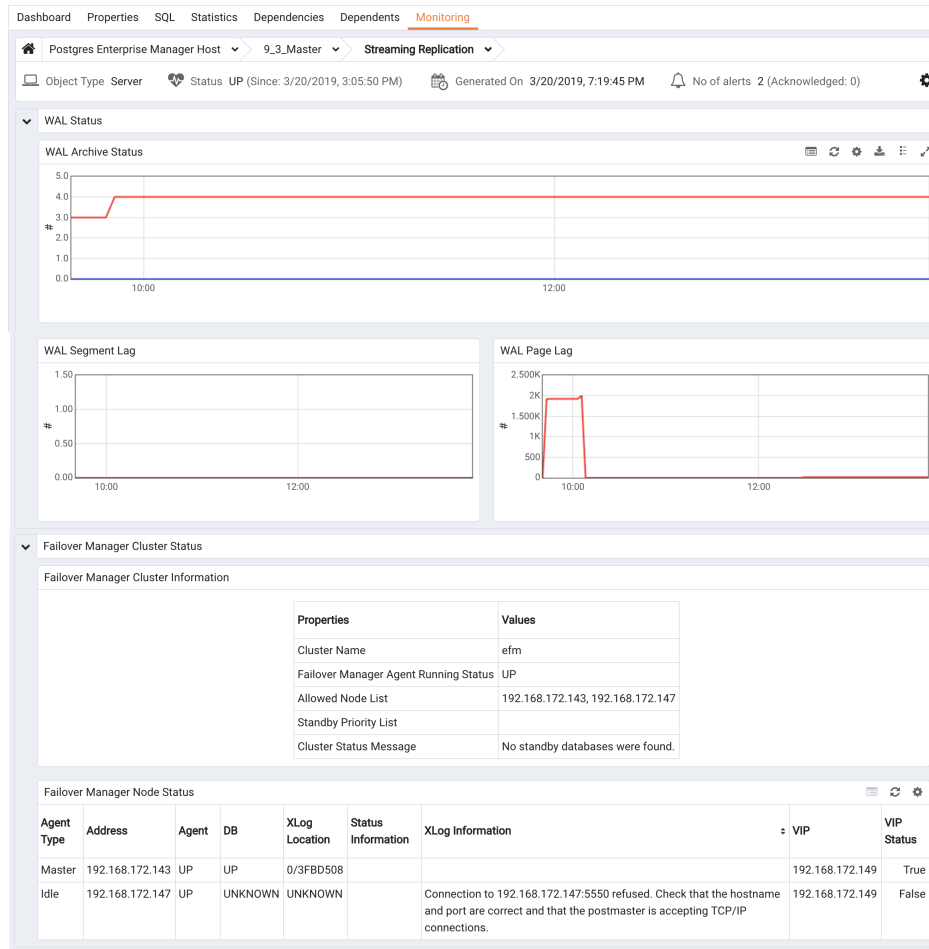 Dashboard Properties SQL Statistics Dependencies Dependents Monitoring
Postgres Enterprise Manager Host 9_3_Master Streaming Replication
Object Type Server Status UP (Since: 3/20/2019, 3:05:50 PM) Generated On 3/20/2019, 7:19:45 PM No of alerts 2 (Acknowledged: 0)
WAL Status
WAL Archive Status
5.0
4.0
3.0
2.0
1.0
0.0
#
10:00 12:00
WAL Segment Lag
1.50
1.00
0.50
0.00
#
10:00 12:00
WAL Page Lag
2.500K
2K
1.500K
1K
500
0
#
10:00 12:00
Failover Manager Cluster Status
Failover Manager Cluster Information
Properties Values
Cluster Name efm
Failover Manager Agent Running Status UP
Allowed Node List 192.168.172.143, 192.168.172.147
Standby Priority List
Cluster Status Message No standby databases were found.
Failover Manager Node Status
Agent Type Address Agent DB XLog Location Status Information XLog Information VIP VIP Status
Master 192.168.172.143 UP UP 0/3FBD508 192.168.172.149 True
Idle 192.168.172.147 UP UNKNOWN UNKNOWN Connection to 192.168.172.147:5550 refused. Check that the hostname 192.168.172.149 False
and port are correct and that the postmaster is accepting TCP/IP
connections.